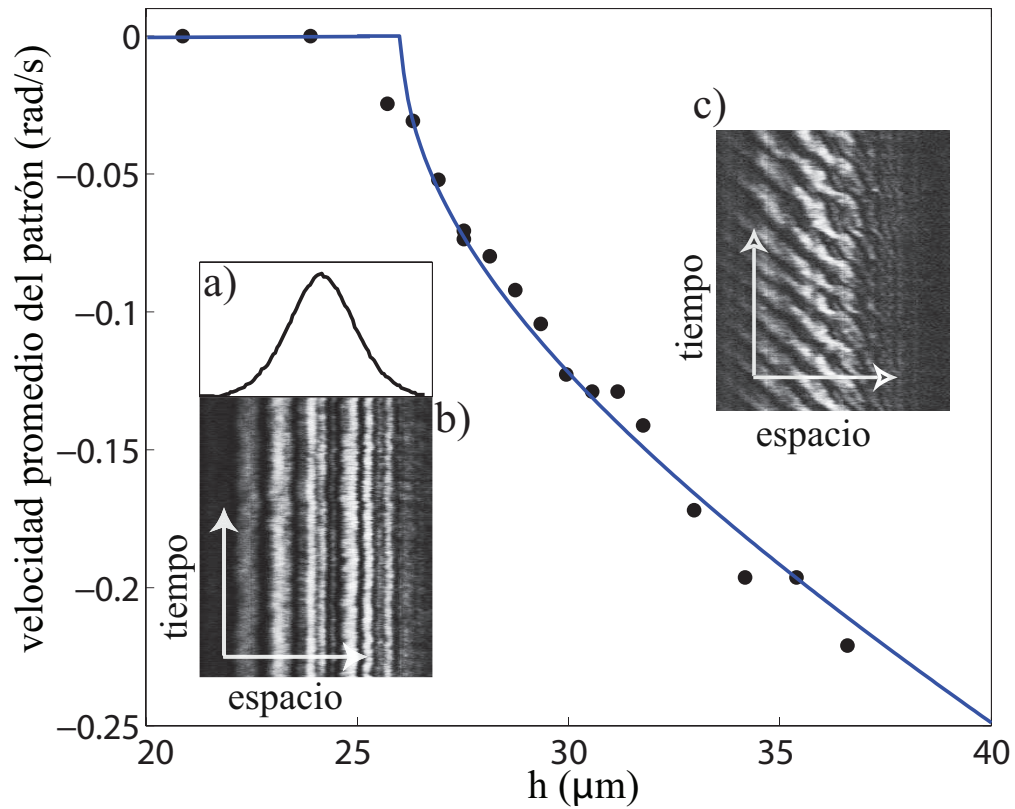 velocidad promedio del patrón (rad/s)
0
−0.05
−0.1
−0.15
−0.2
−0.25
20
25
30
35
40
h (μm)
a)
b)
tiempo
espacio
c)
tiempo
espacio